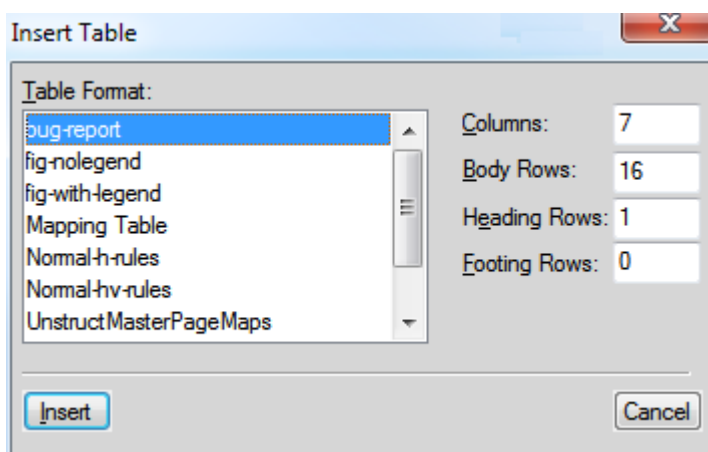 Insert Table
Table Format:
bug-report
fig-nolegend
fig-with-legend
Mapping Table
Normal-h-rules
Normal-hv-rules
UnstructMasterPageMaps
Columns: 7
Body Rows: 16
Heading Rows: 1
Footing Rows: 0
Insert
Cancel